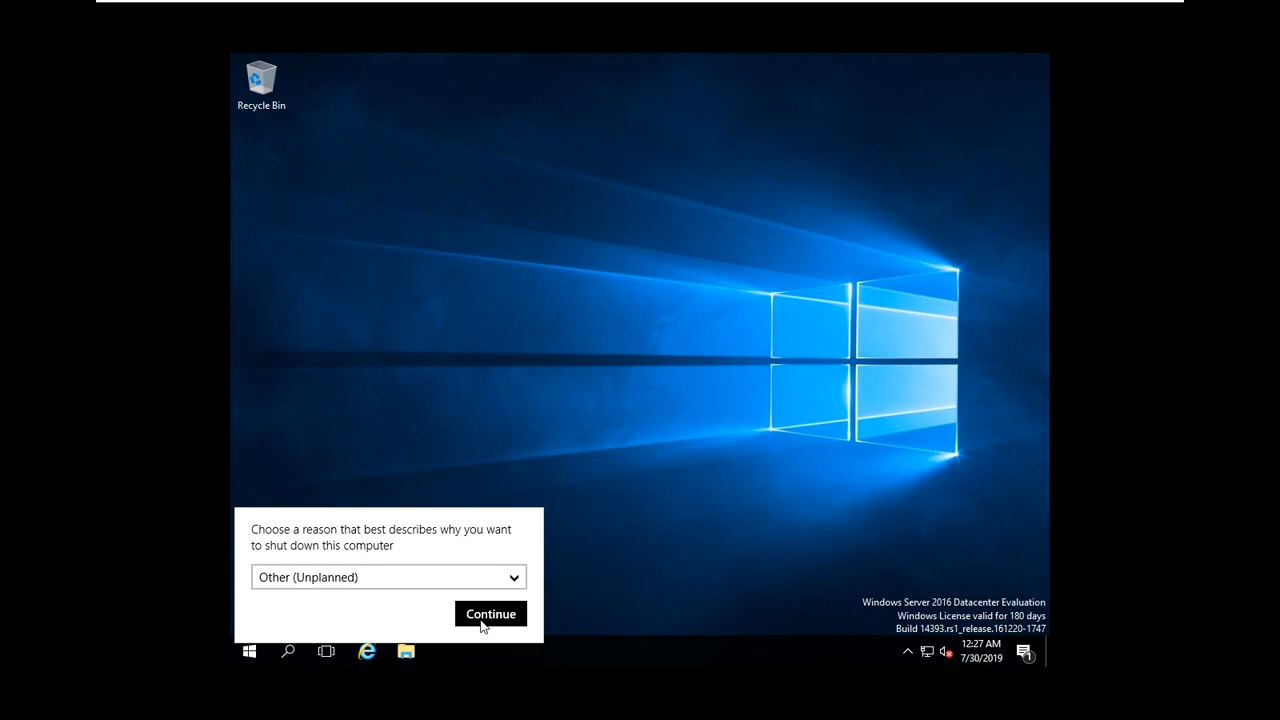 Recycle Bin
Choose a reason that best describes why you want
to shut down this computer
Other (Unplanned)
Continue
Windows Server 2016 Datacenter Evaluation
Windows License valid for 180 days
Build 14393.rs1_release.161220-1747
12:27 AM
7/30/2019
1